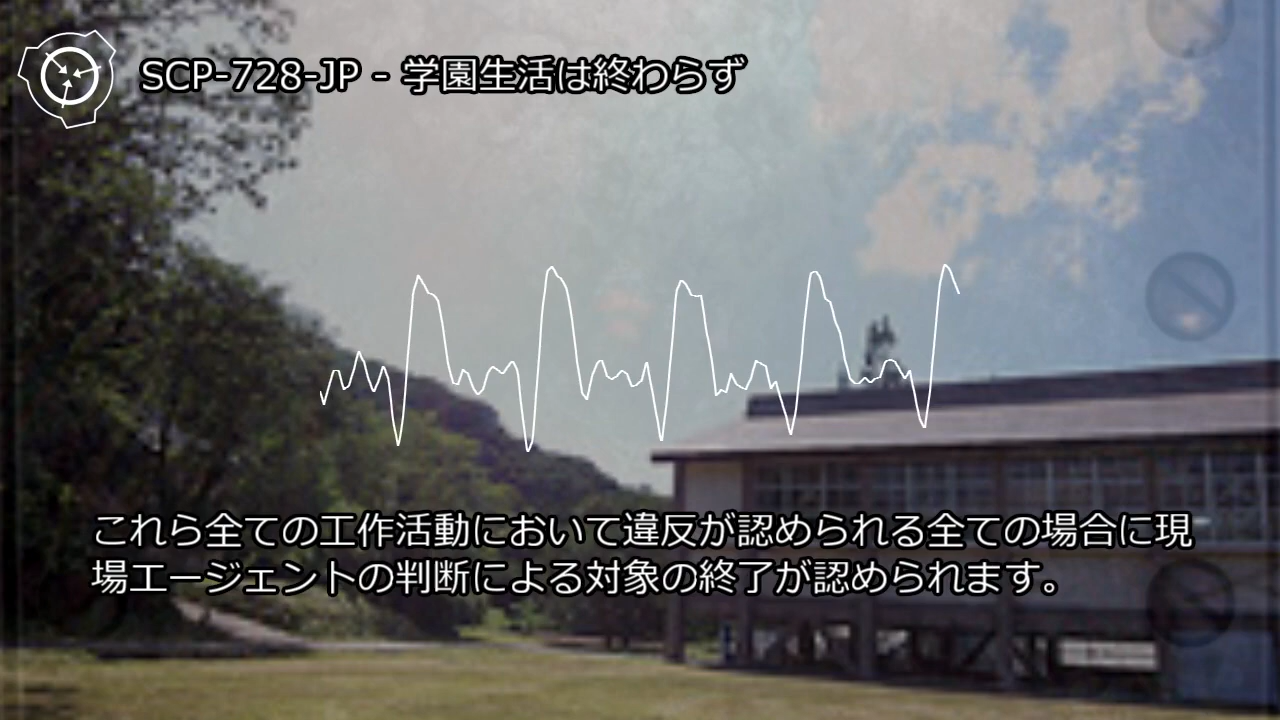 SCP-728-JP - 学園生活は終わらず
これら全ての工作活動において違反が認められる全ての場合に現
場エージェントの判断による対象の終了が認められます。